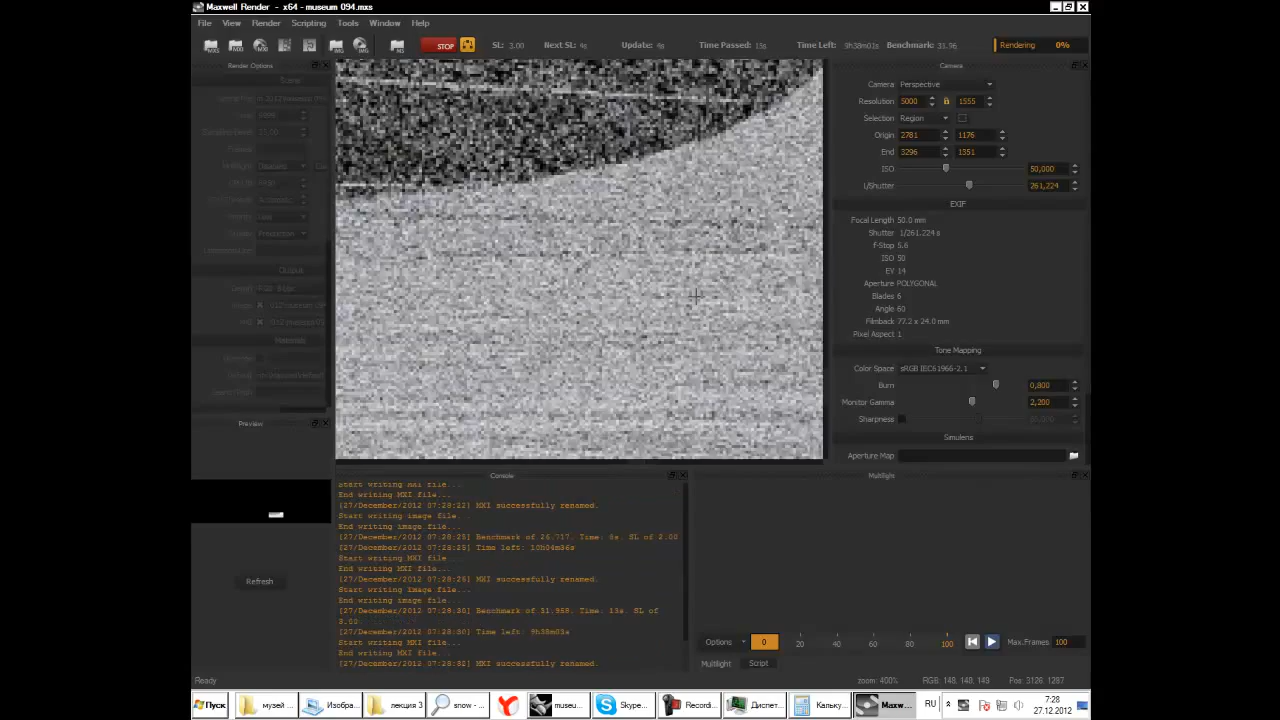 Maxwell Render - x64 - museum 094.mxs
File View Render Scripting Tools Window Help
STOP SL: 3.00 Next SL: 4s Update: 6s Time Passed: 15s Time Left: 9h38m02s Benchmark: 31.96 Rendering 0%
Render Options
Camera
Camera Perspective
Resolution 5000 1555
Selection Region
Origin 2781 1176
End 3296 1351
ISO 50,000
1/Shutter 261,224
EXIF
Focal Length 50.0 mm
Shutter 1/261.224 s
f-Stop 5.6
ISO 50
EV 14
Aperture POLYGONAL
Blades 6
Angle 60
Filmback 77.2 x 24.0 mm
Pixel Aspect 1
Tone Mapping
Color Space sRGB IEC61966-2.1
Burn 0,800
Monitor Gamma 2,200
Sharpness
Simulens
Aperture Map
Output
Materials
Preview
Refresh
Console
Start writing MXI file...
End writing MXI file...
[27/December/2012 07:28:22] MXI successfully renamed.
Start writing image file...
End writing image file...
[27/December/2012 07:28:25] Benchmark of 26.717. Time: 8s. SL of 2.00
[27/December/2012 07:28:25] Time left: 10h04m36s
Start writing MXI file...
End writing MXI file...
[27/December/2012 07:28:28] MXI successfully renamed.
Start writing image file...
End writing image file...
[27/December/2012 07:28:30] Benchmark of 31.958. Time: 13s. SL of
3.00
[27/December/2012 07:28:30] Time left: 9h38m03s
Start writing MXI file...
End writing MXI file...
[27/December/2012 07:28:32] MXI successfully renamed.
Multilight
Options 0 20 40 60 80 100 Max.Frames 100
Multilight Script
Ready zoom: 400% RGB: 148, 148, 149 Pos: 3126, 1287
Пуск музей ... Изобра... лекция 3 snow - ... museu... Skype... Recordi... Диспет... Кальку... Maxw... RU 7:28
27.12.2012